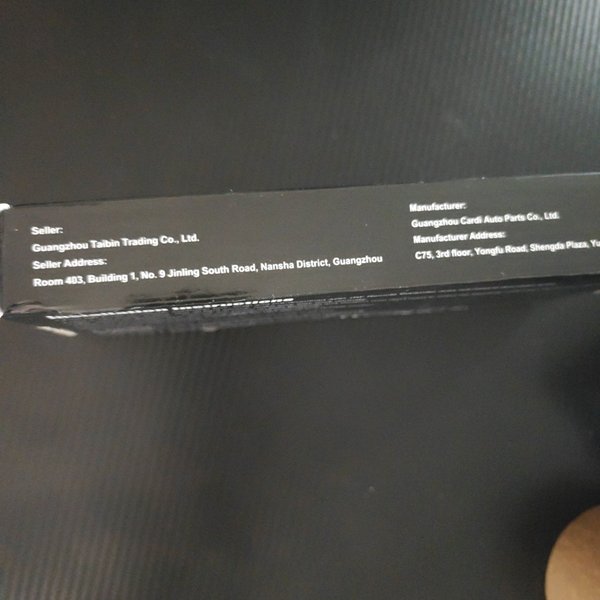 Seller:
Guangzhou Taibin Trading Co., Ltd.
Seller Address:
Room 403, Building 1, No. 9 Jinling South Road, Nansha District, Guangzhou
Manufacturer:
Guangzhou Cardi Auto Parts Co., Ltd.
Manufacturer Address:
C75, 3rd floor, Yongfu Road, Shengda Plaza,